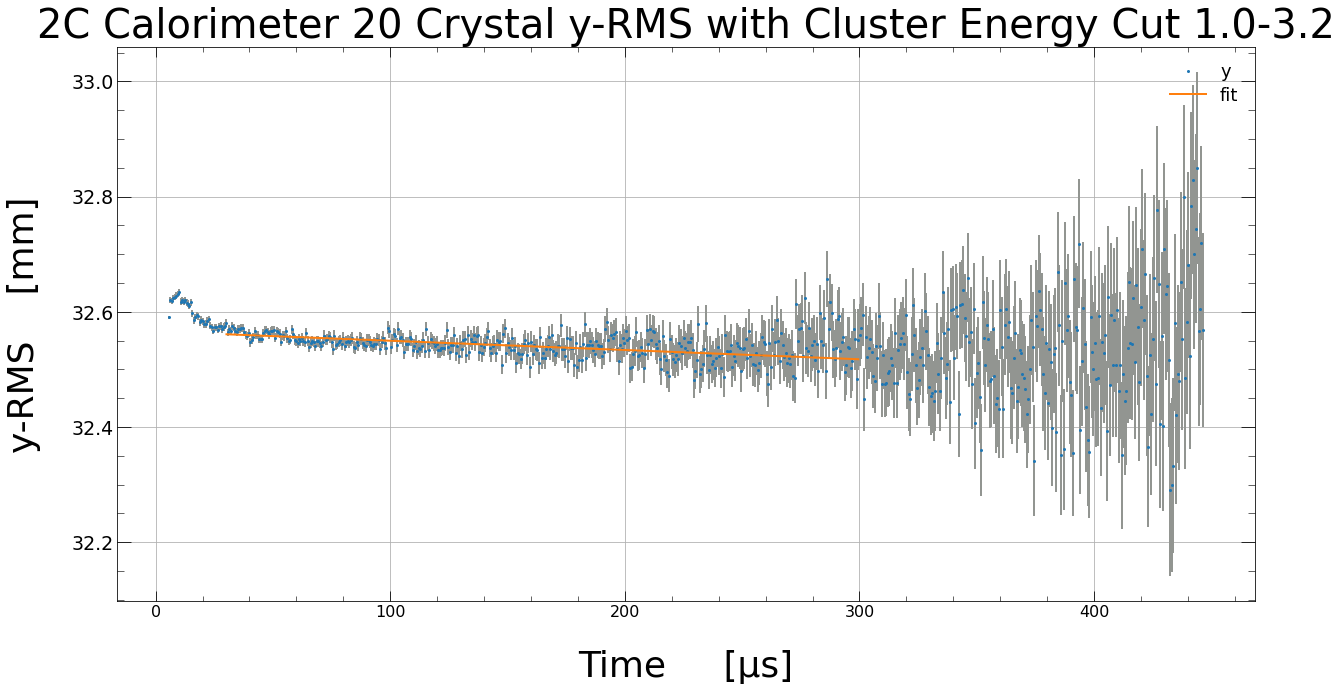 2C Calorimeter 20 Crystal y-RMS with Cluster Energy Cut 1.0-3.2
y
fit
33.0
32.8
32.6
32.4
32.2
y-RMS [mm]
0 100 200 300 400
Time [μs]